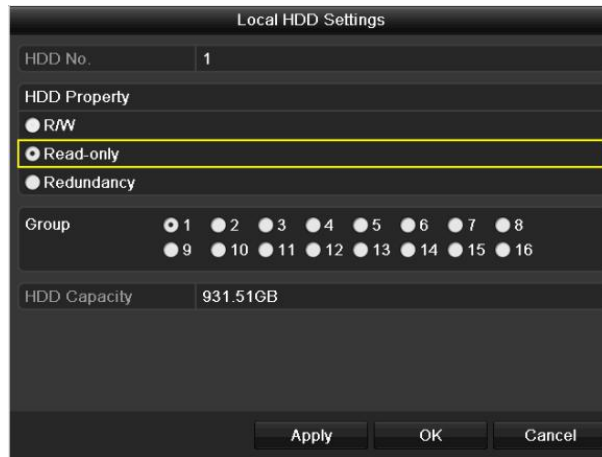 Local HDD Settings
HDD No. 1
HDD Property
R/W
Read-only
Redundancy
Group 1 2 3 4 5 6 7 8
9 10 11 12 13 14 15 16
HDD Capacity 931.51GB
Apply OK Cancel